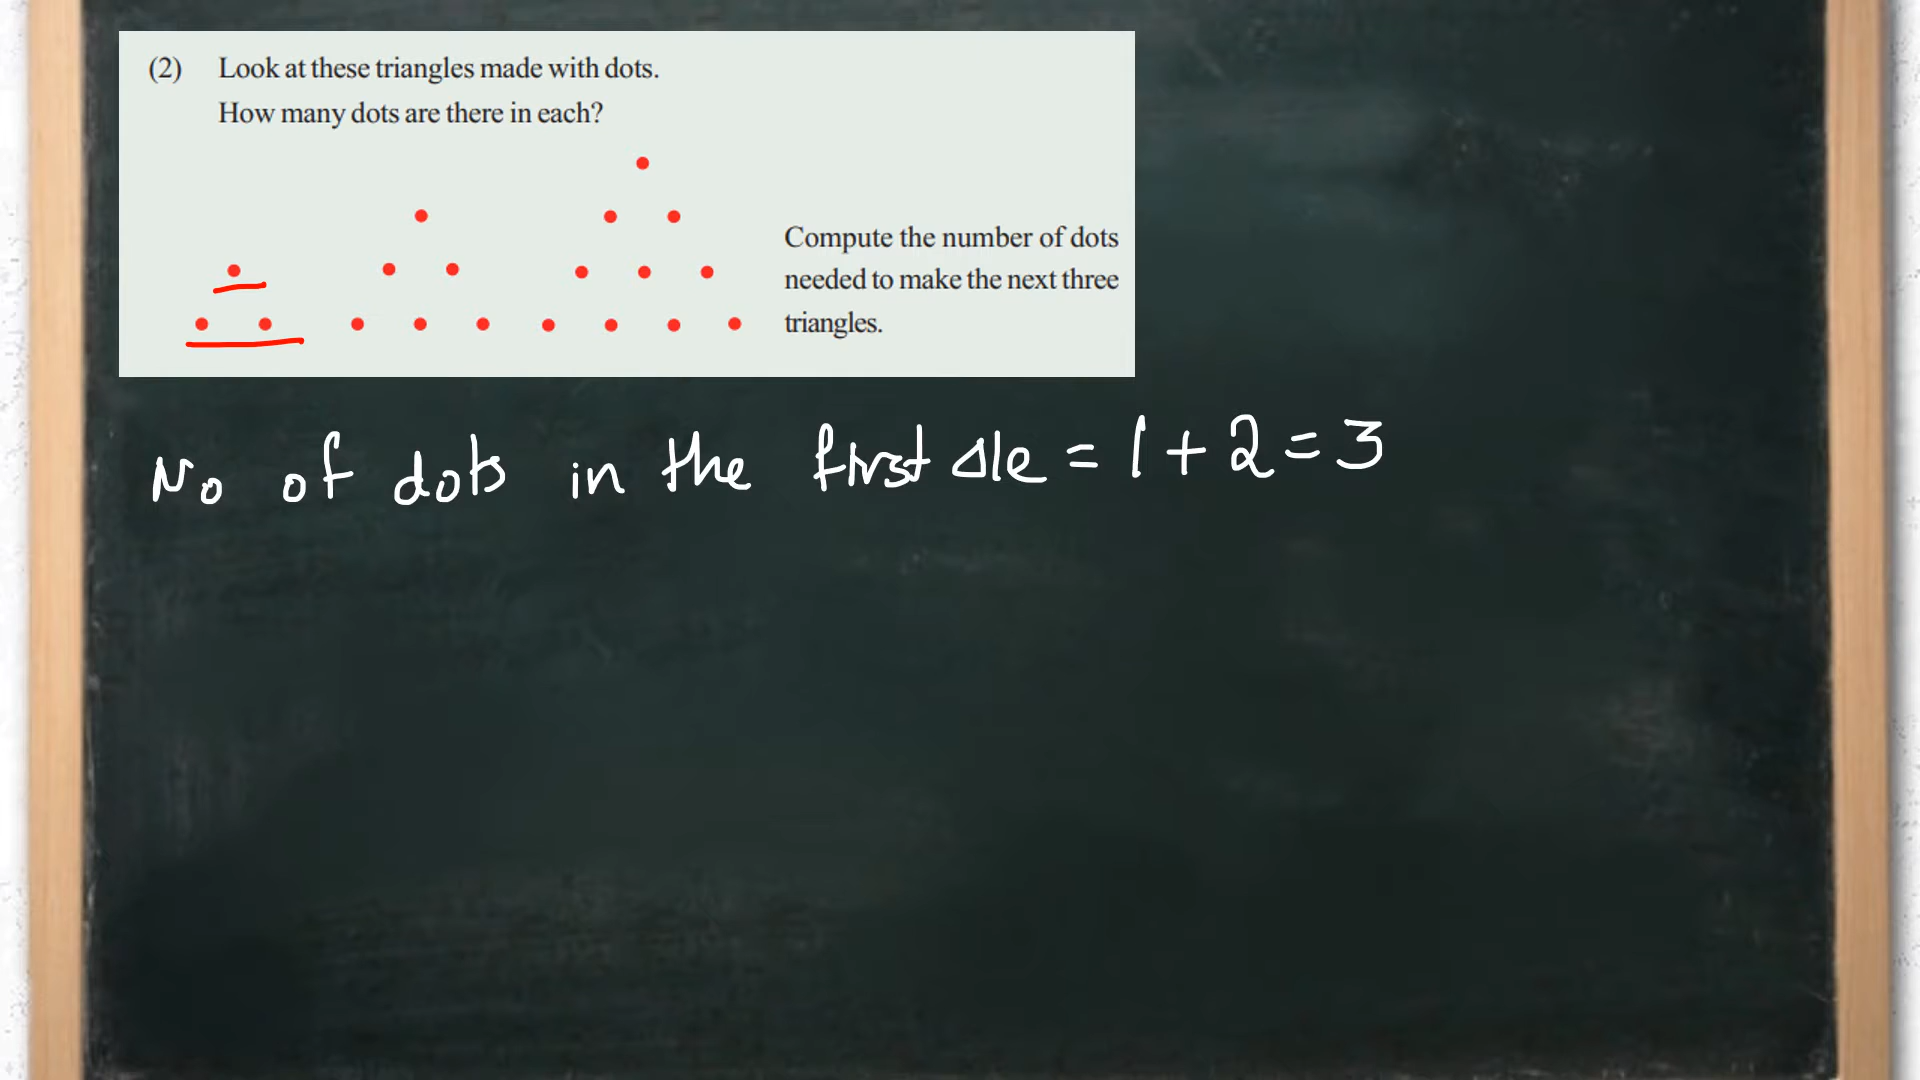 (2) Look at these triangles made with dots.
How many dots are there in each?
Compute the number of dots
needed to make the next three
triangles.
No of dots in the first Δle = 1 + 2 = 3